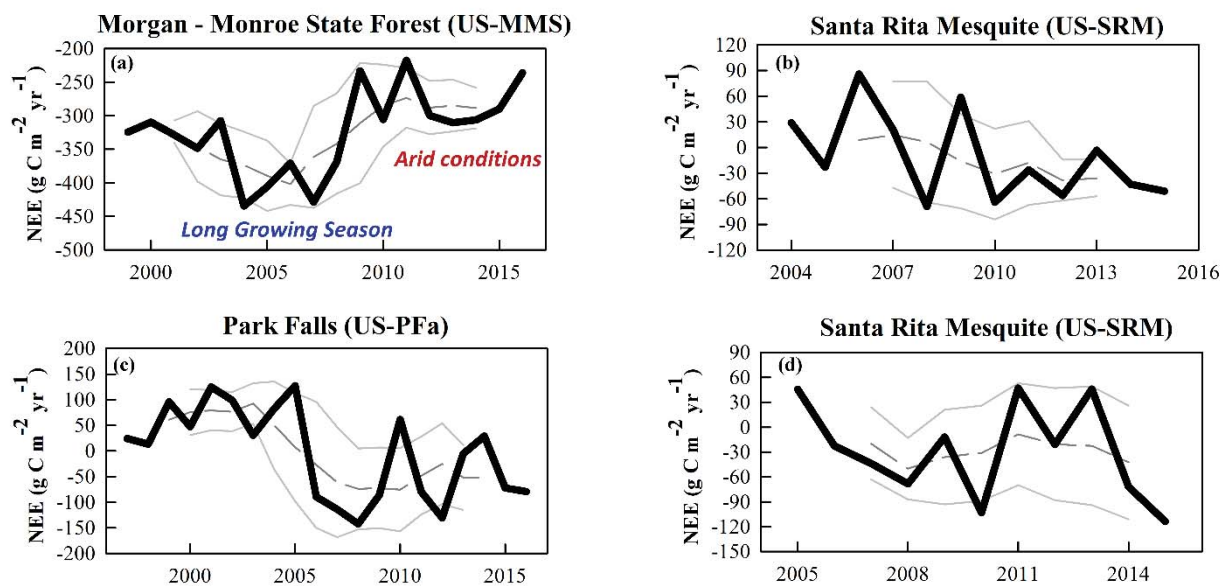 Morgan - Monroe State Forest (US-MMS)
NEE (g C m⁻² yr⁻¹)
-200
-250
-300
-350
-400
-450
-500
(a)
Arid conditions
Long Growing Season
2000 2005 2010 2015
Santa Rita Mesquite (US-SRM)
NEE (g C m⁻² yr⁻¹)
120
90
60
30
0
-30
-60
-90
-120
(b)
2004 2007 2010 2013 2016
Park Falls (US-PFa)
NEE (g C m⁻² yr⁻¹)
200
150
100
50
0
-50
-100
-150
-200
(c)
2000 2005 2010 2015
Santa Rita Mesquite (US-SRM)
NEE (g C m⁻² yr⁻¹)
90
60
30
0
-30
-60
-90
-120
-150
(d)
2005 2008 2011 2014